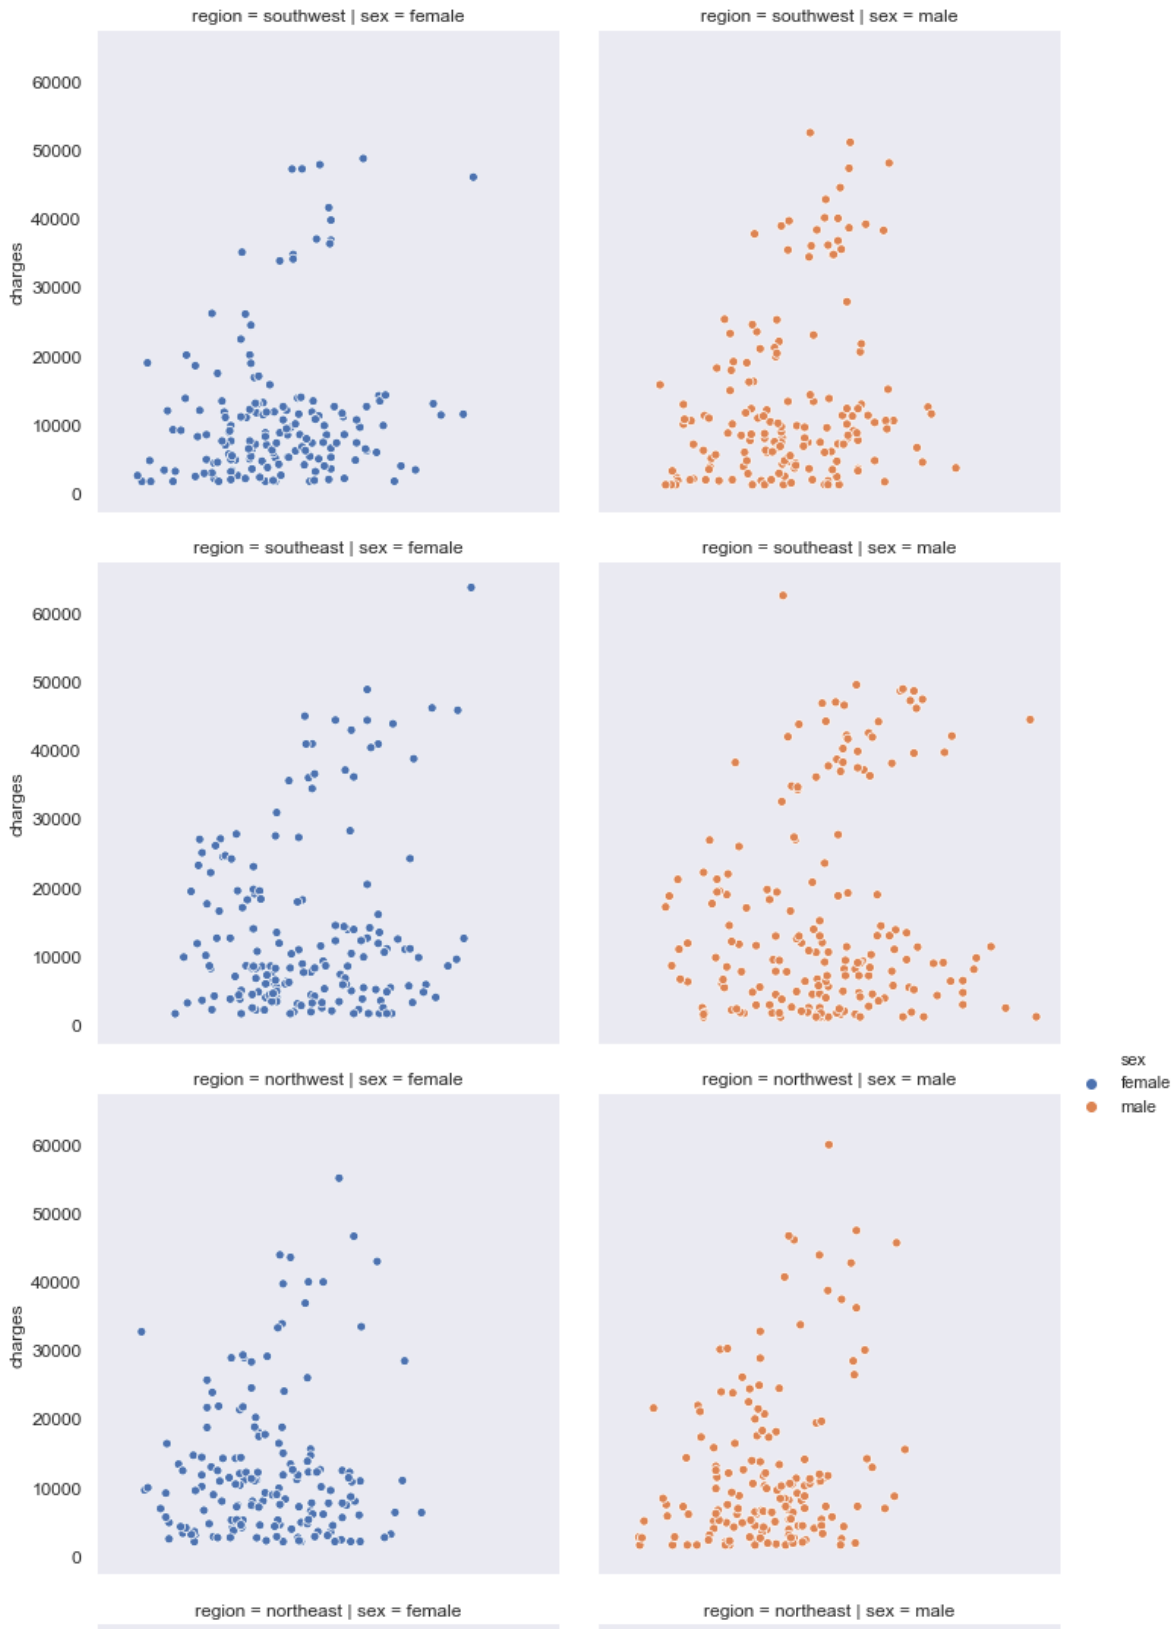 region = southwest | sex = female
region = southwest | sex = male
60000
50000
40000
charges
30000
20000
10000
0
region = southeast | sex = female
region = southeast | sex = male
60000
50000
40000
charges
30000
20000
10000
0
sex
female
male
region = northwest | sex = female
region = northwest | sex = male
60000
50000
40000
charges
30000
20000
10000
0
region = northeast | sex = female
region = northeast | sex = male